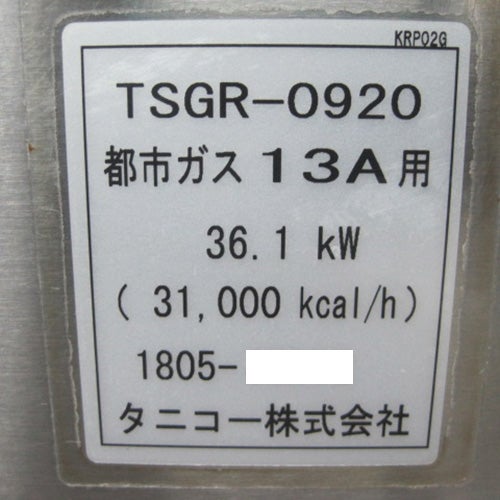 KRP02G
TSGR-0920
都市ガス 13A用
36.1 kW
( 31,000 kcal/h)
1805-
タニコー株式会社